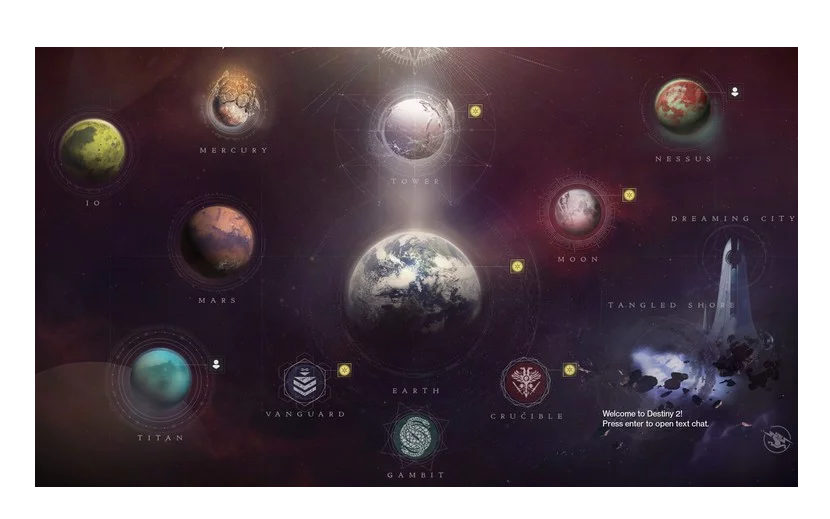 MERCURY
TOWER
NESSUS
IO
DREAMING CITY
MOON
MARS
TANGLED SHORE
EARTH
VANGUARD
CRUCIBLE
Welcome to Destiny 2!
Press enter to open text chat.
TITAN
GAMBIT